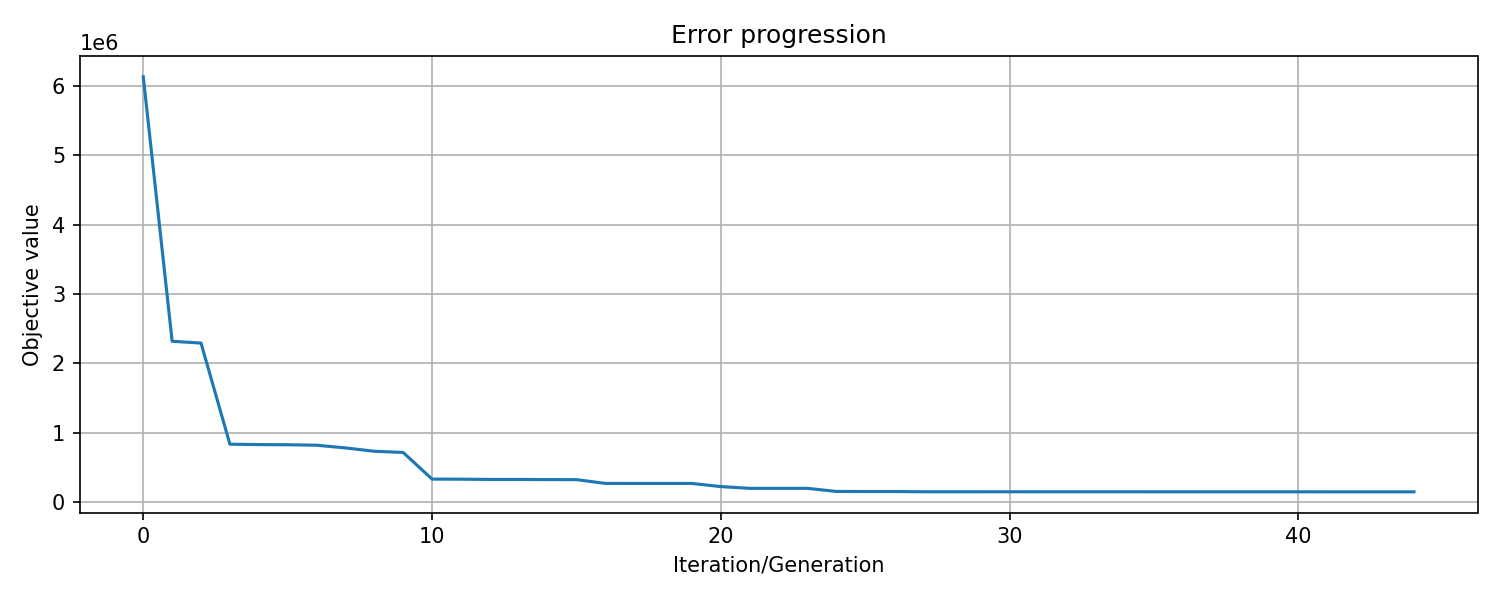 Error progression
1e6
6
5
4
3
2
1
0
Objective value
0 10 20 30 40
Iteration/Generation